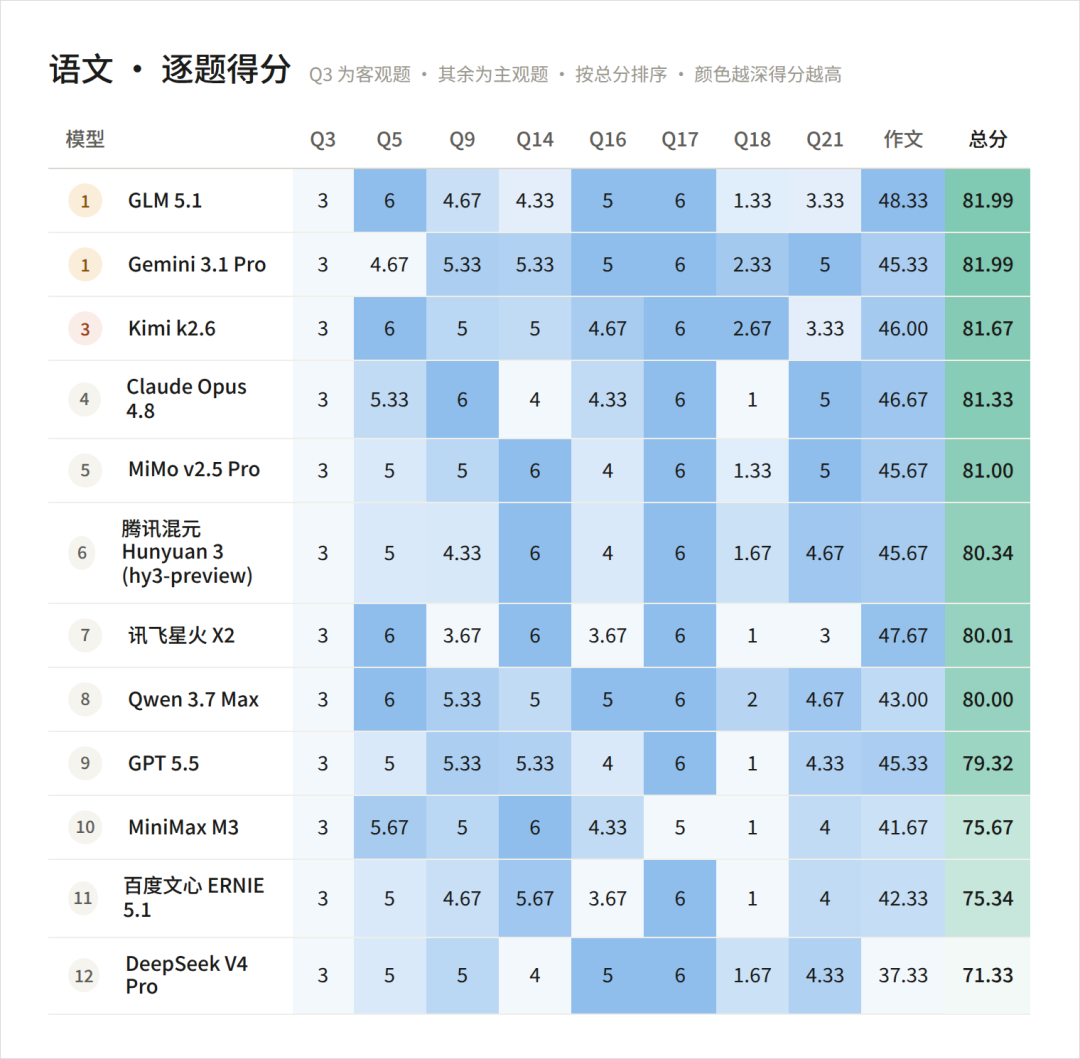 语文 · 逐题得分 Q3 为客观题 · 其余为主观题 · 按总分排序 · 颜色越深得分越高
模型 Q3 Q5 Q9 Q14 Q16 Q17 Q18 Q21 作文 总分
1 GLM 5.1 3 6 4.67 4.33 5 6 1.33 3.33 48.33 81.99
1 Gemini 3.1 Pro 3 4.67 5.33 5.33 5 6 2.33 5 45.33 81.99
3 Kimi k2.6 3 6 5 5 4.67 6 2.67 3.33 46.00 81.67
4 Claude Opus 4.8 3 5.33 6 4 4.33 6 1 5 46.67 81.33
5 MiMo v2.5 Pro 3 5 5 6 4 6 1.33 5 45.67 81.00
6 腾讯混元 Hunyuan 3 (hy3-preview) 3 5 4.33 6 4 6 1.67 4.67 45.67 80.34
7 讯飞星火 X2 3 6 3.67 6 3.67 6 1 3 47.67 80.01
8 Qwen 3.7 Max 3 6 5.33 5 5 6 2 4.67 43.00 80.00
9 GPT 5.5 3 5 5.33 5.33 4 6 1 4.33 45.33 79.32
10 MiniMax M3 3 5.67 5 6 4.33 5 1 4 41.67 75.67
11 百度文心 ERNIE 5.1 3 5 4.67 5.67 3.67 6 1 4 42.33 75.34
12 DeepSeek V4 Pro 3 5 5 4 5 6 1.67 4.33 37.33 71.33